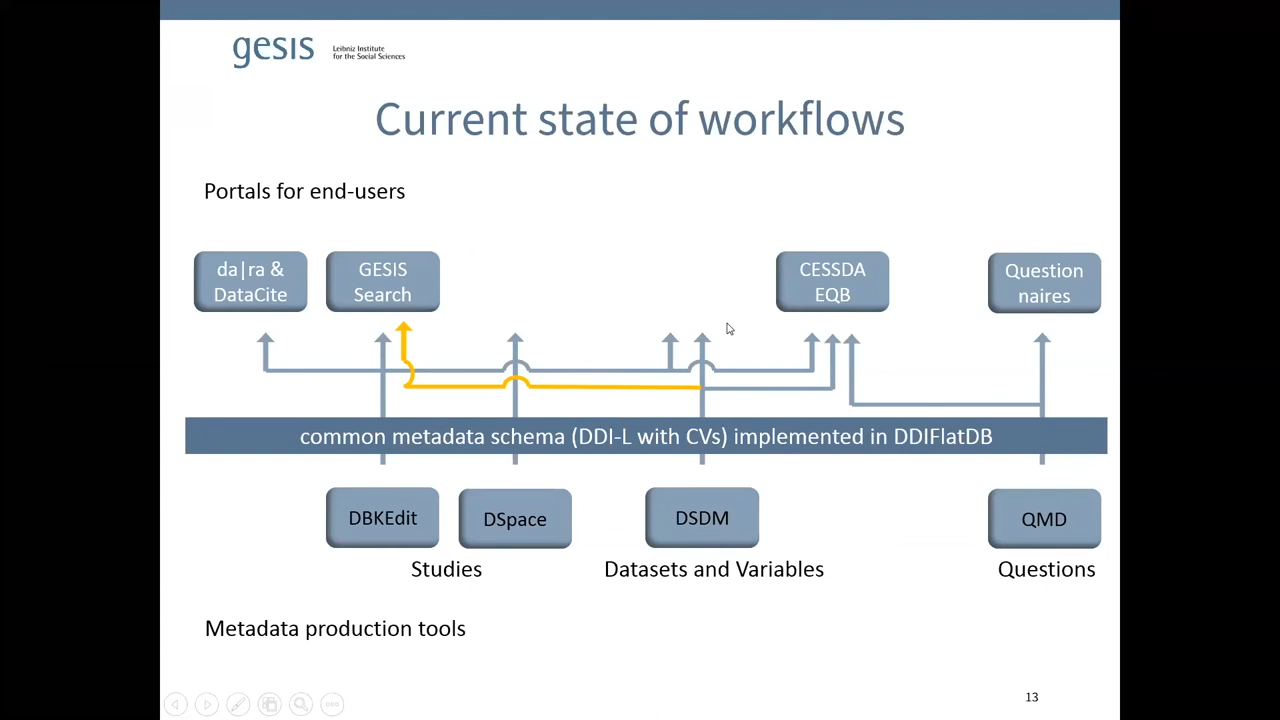 gesis
Leibniz Institute
for the Social Sciences
Current state of workflows
Portals for end-users
da|ra &
DataCite
GESIS
Search
CESSDA
EQB
Question
naires
common metadata schema (DDI-L with CVs) implemented in DDIFlatDB
DBKEdit
DSpace
DSDM
QMD
Studies
Datasets and Variables
Questions
Metadata production tools
13